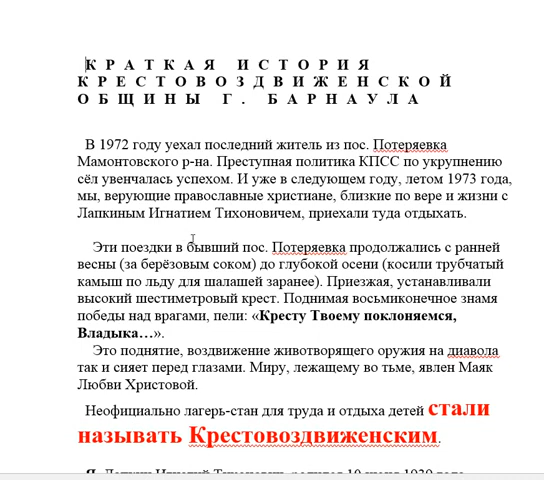 К Р А Т К А Я И С Т О Р И Я
К Р Е С Т О В О З Д В И Ж Е Н С К О Й
О Б Щ И Н Ы Г . Б А Р Н А У Л А
В 1972 году уехал последний житель из пос. Потеряевка
Мамонтовского р-на. Преступная политика КПСС по укрупнению
сёл увенчалась успехом. И уже в следующем году, летом 1973 года,
мы, верующие православные христиане, близкие по вере и жизни с
Лапкиным Игнатием Тихоновичем, приехали туда отдыхать.
Эти поездки в бывший пос. Потеряевка продолжались с ранней
весны (за берёзовым соком) до глубокой осени (косили трубчатый
камыш по льду для шалашей заранее). Приезжая, устанавливали
высокий шестиметровый крест. Поднимая восьмиконечное знамя
победы над врагами, пели: «Кресту Твоему поклоняемся,
Владыка…».
Это поднятие, воздвижение животворящего оружия на диавола
так и сияет перед глазами. Миру, лежащему во тьме, явлен Маяк
Любви Христовой.
Неофициально лагерь-стан для труда и отдыха детей стали
называть Крестовоздвиженским.